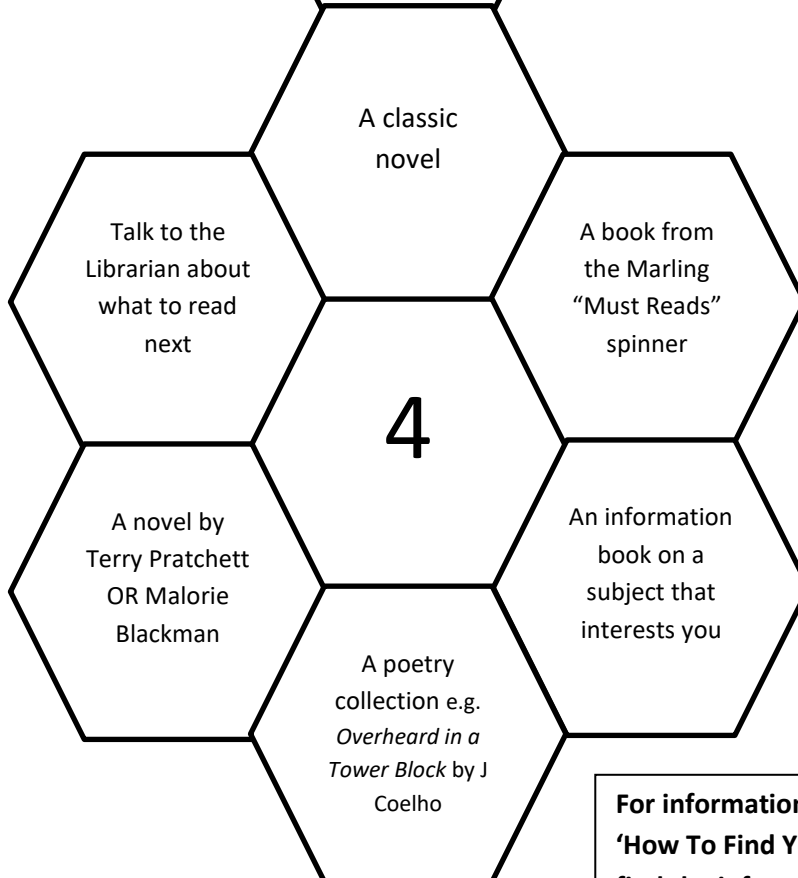 A classic
novel
Talk to the
Librarian about
what to read
next
A book from
the Marling
“Must Reads”
spinner
4
A novel by
Terry Pratchett
OR Malorie
Blackman
An information
book on a
subject that
interests you
A poetry
collection e.g.
Overheard in a
Tower Block by J
Coelho
For information
‘How To Find Y